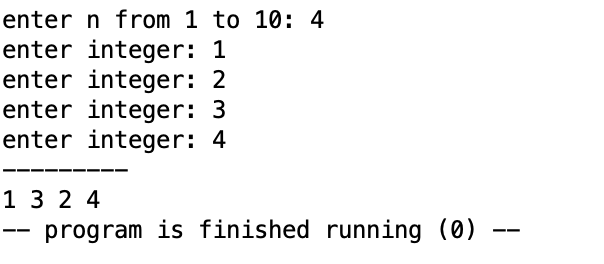 enter n from 1 to 10: 4
enter integer: 1
enter integer: 2
enter integer: 3
enter integer: 4
---------
1 3 2 4
-- program is finished running (0) --